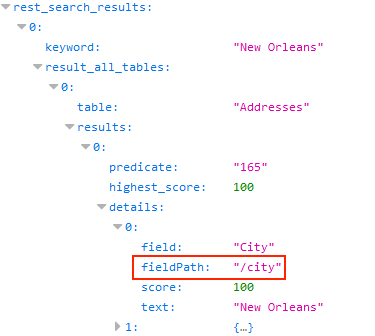 rest_search_results:
0:
keyword: "New Orleans"
result_all_tables:
0:
table: "Addresses"
results:
0:
predicate: "165"
highest_score: 100
details:
0:
field: "City"
fieldPath: "/city"
score: 100
text: "New Orleans"
1: {…}